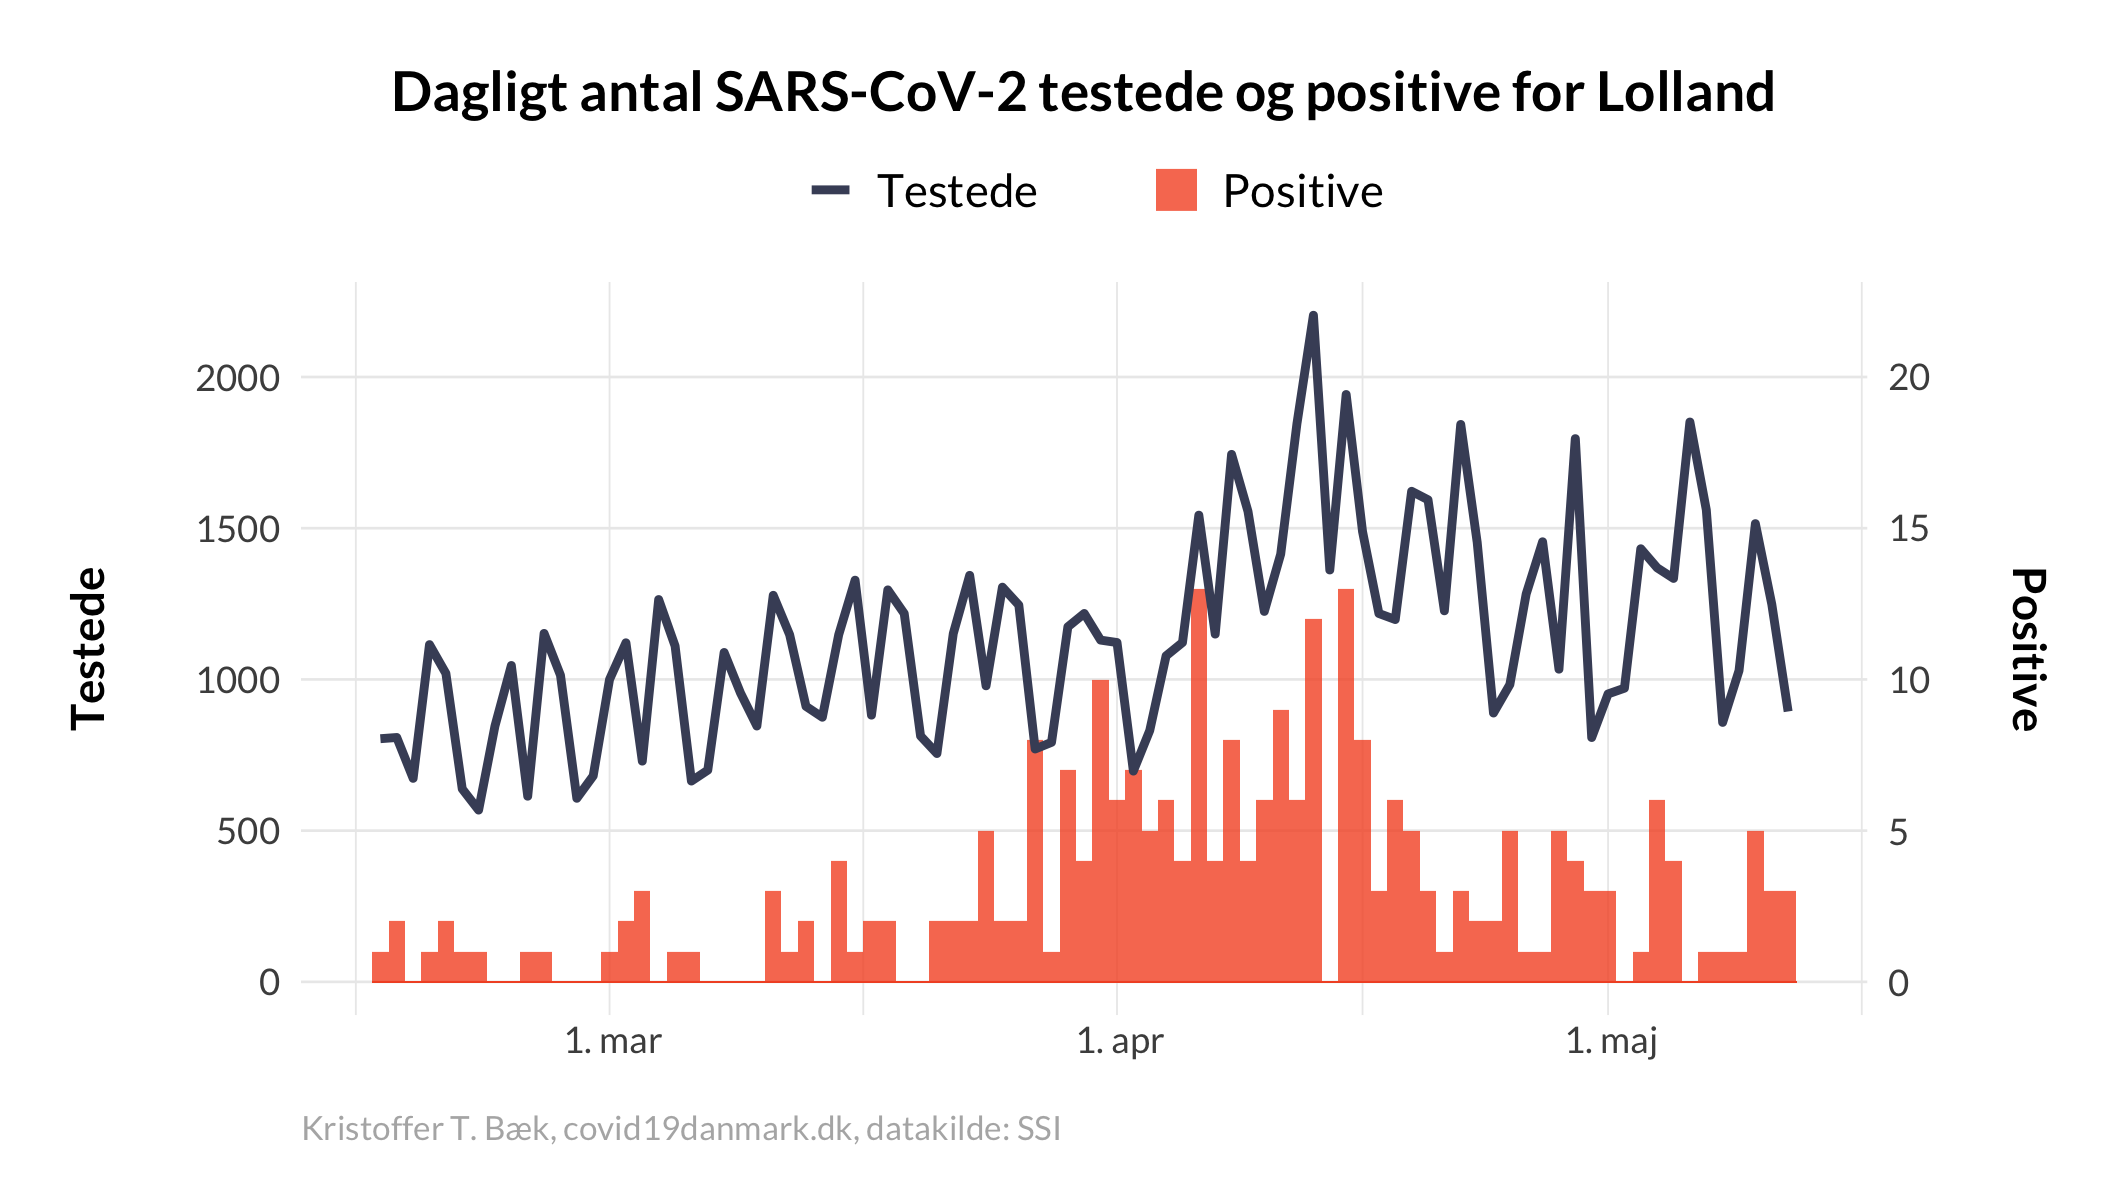 Dagligt antal SARS-CoV-2 testede og positive for Lolland
Testede Positive
Testede
2000
1500
1000
500
0
20
15
10
5
0
Positive
1. mar 1. apr 1. maj
Kristoffer T. Bæk, covid19danmark.dk, datakilde: SSI